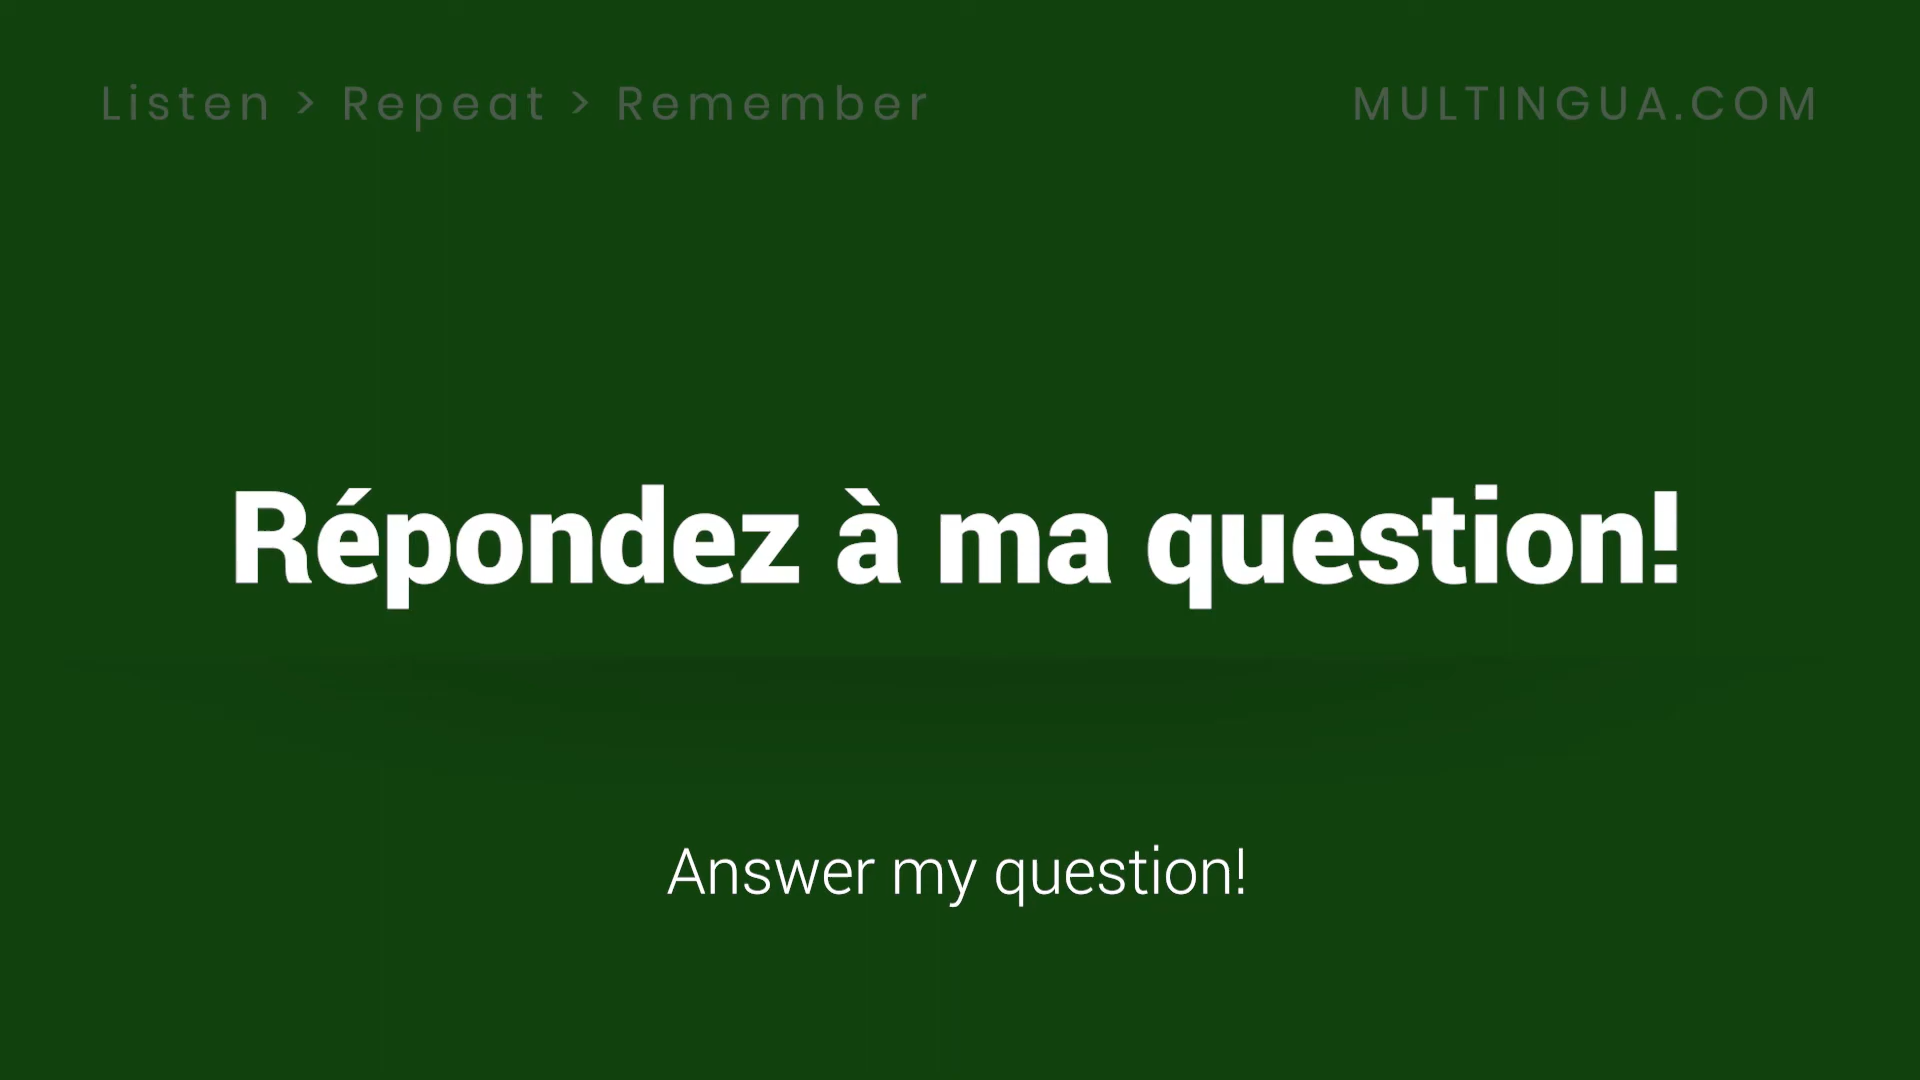 Listen > Repeat > Remember
MULTINGUA.COM
Répondez à ma question!
Answer my question!